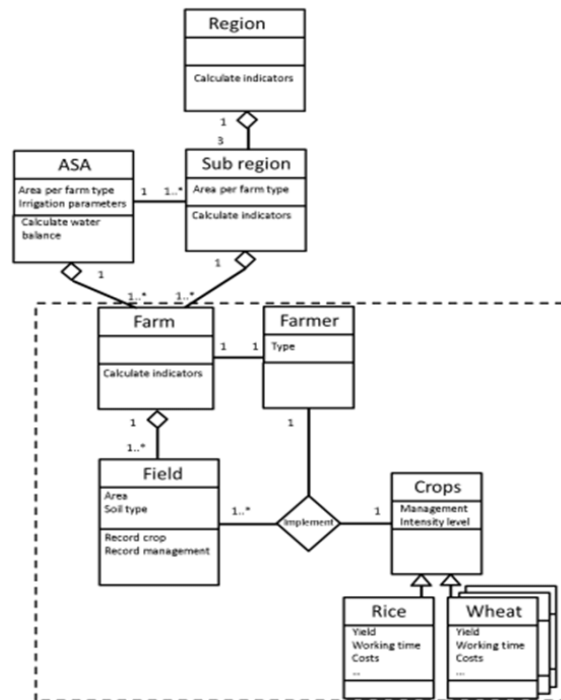 Region
Calculate indicators
1
3
ASA
Area per farm type
Irrigation parameters
Calculate water
balance
1
1..*
Sub region
Area per farm type
Calculate indicators
1
1
1..*
1..*
Farm
Calculate indicators
1
1
Farmer
Type
1
1..*
1
Field
Area
Soil type
Record crop
Record management
1..*
Implement
1
Crops
Management
Intensity level
Rice
Yield
Working time
Costs
...
Wheat
Yield
Working time
Costs
...